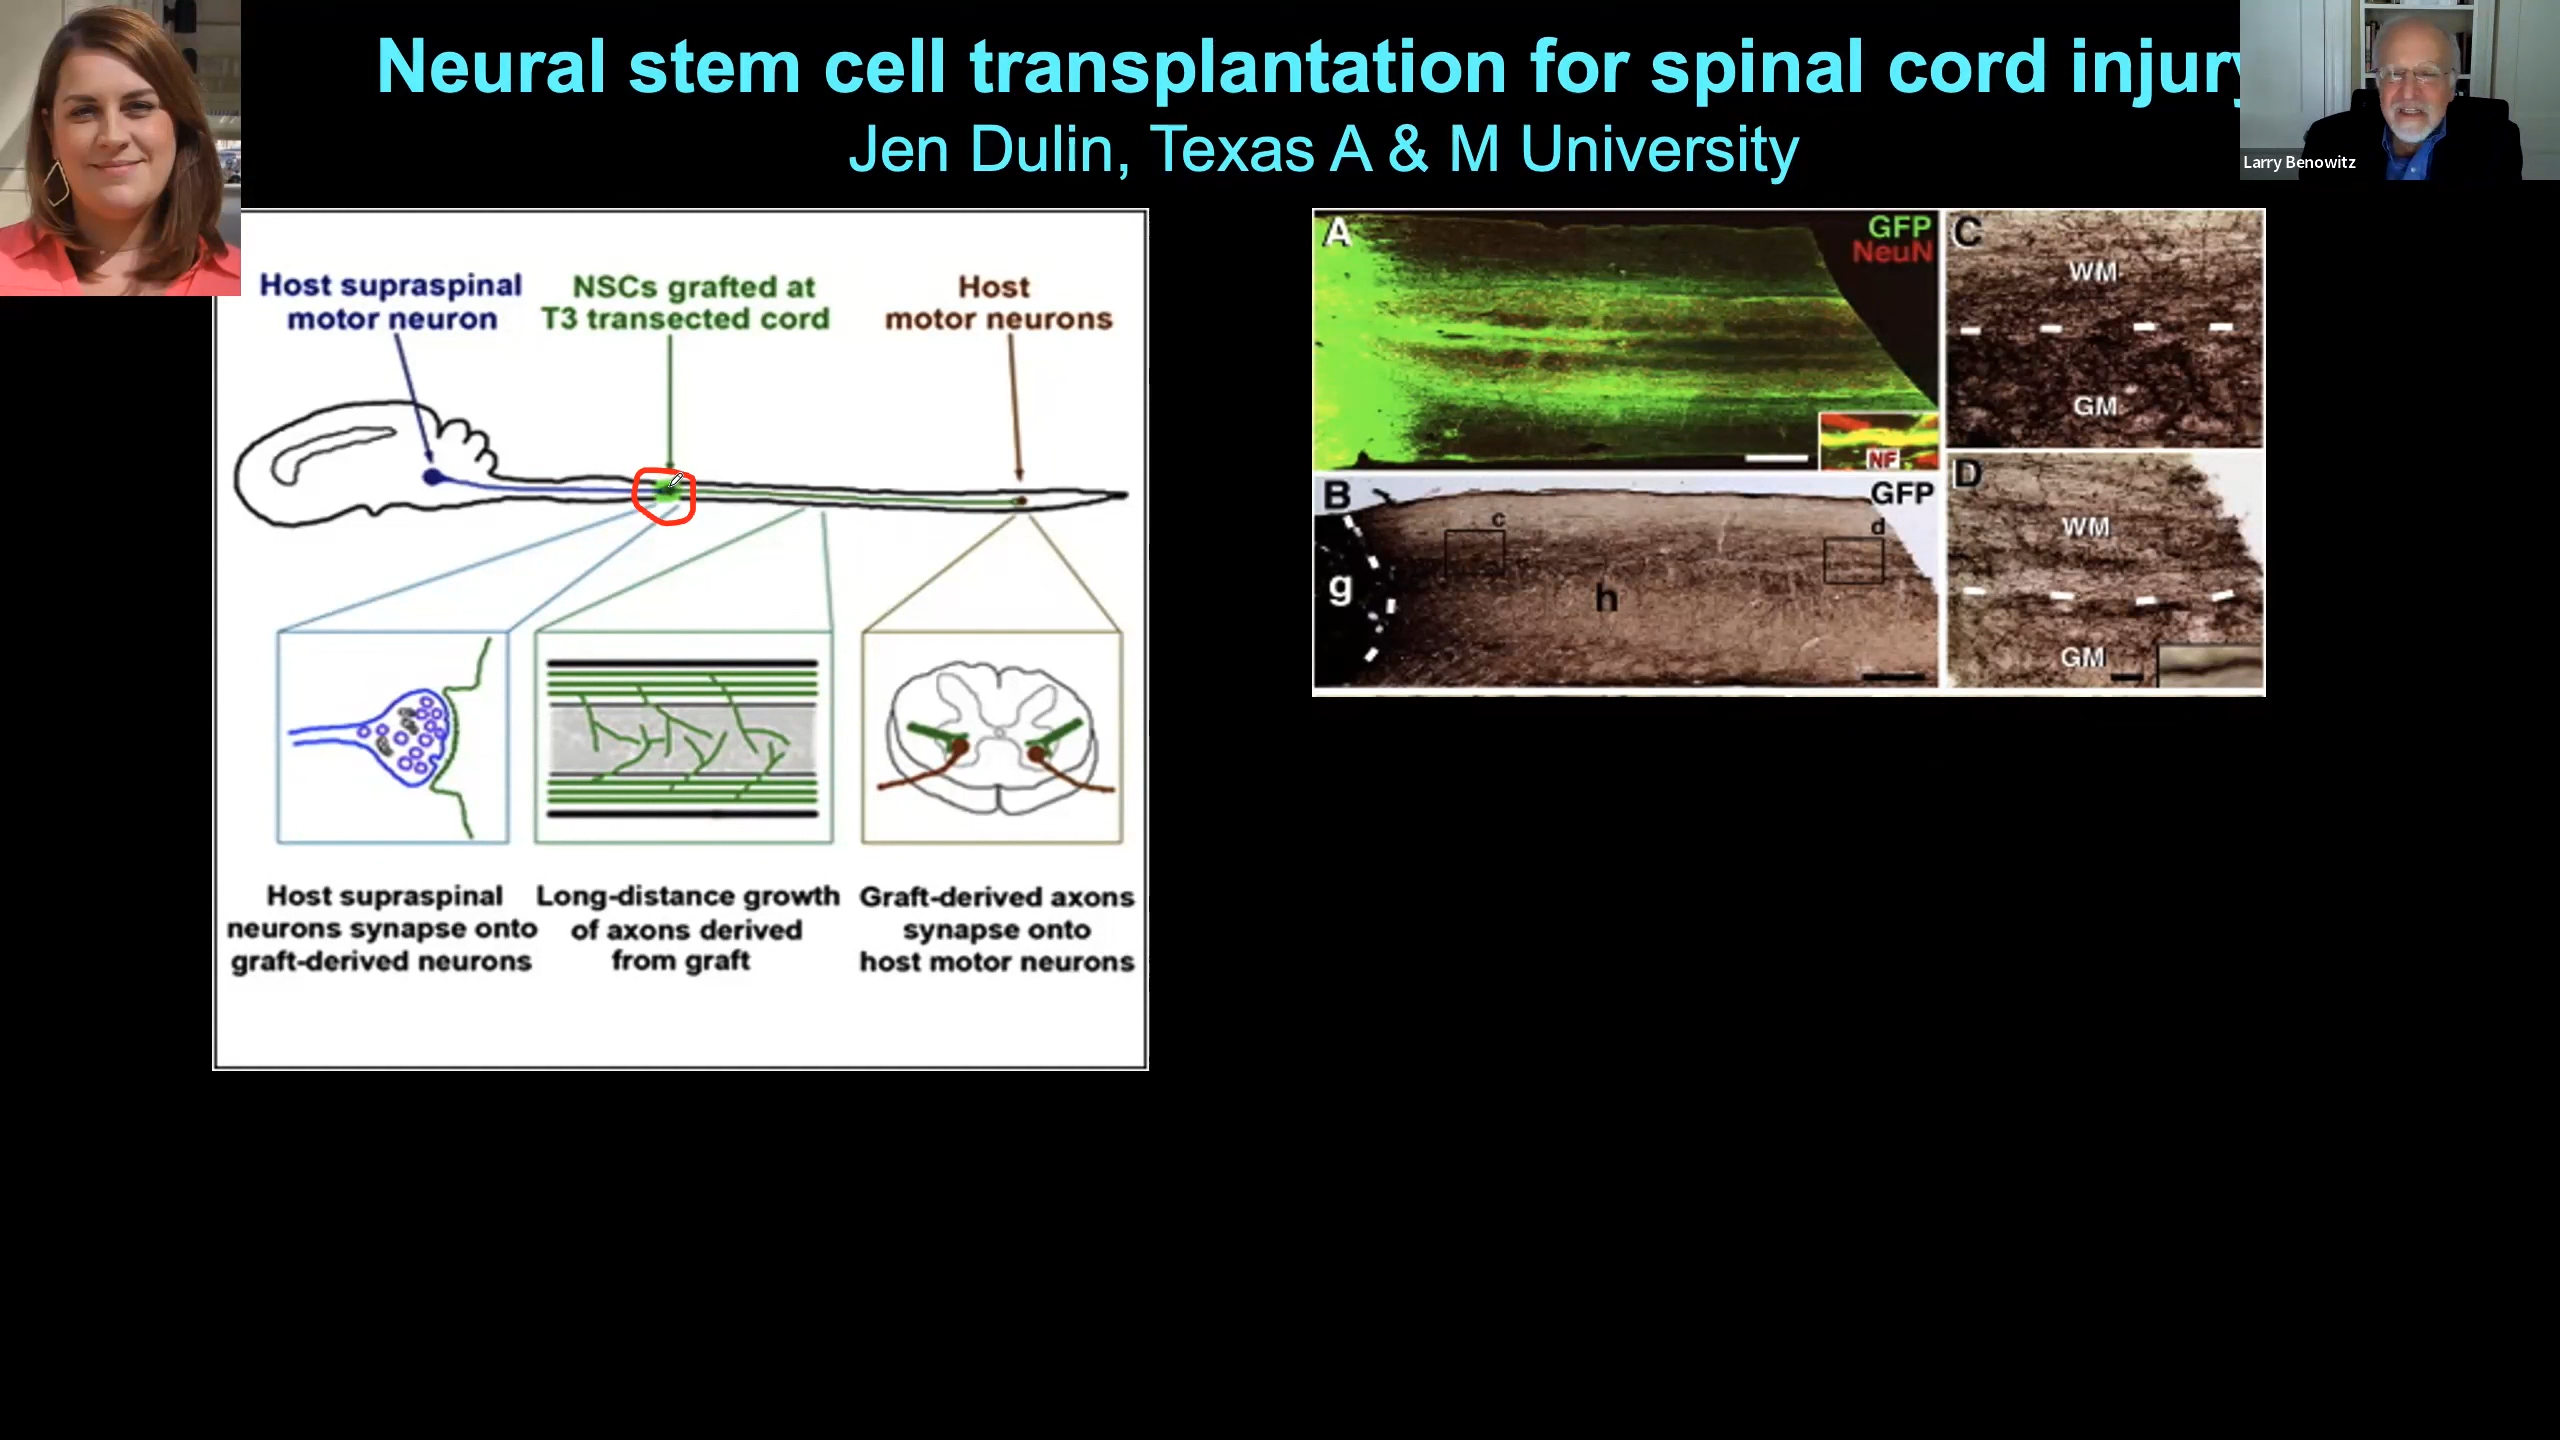 Neural stem cell transplantation for spinal cord injury
Jen Dulin, Texas A & M University
Larry Benowitz
Host supraspinal
motor neuron
NSCs grafted at
T3 transected cord
Host
motor neurons
Host supraspinal
neurons synapse onto
graft-derived neurons
Long-distance growth
of axons derived
from graft
Graft-derived axons
synapse onto
host motor neurons
A
GFP
NeuN
NF
B
GFP
c
d
g
h
C
WM
GM
D
WM
GM